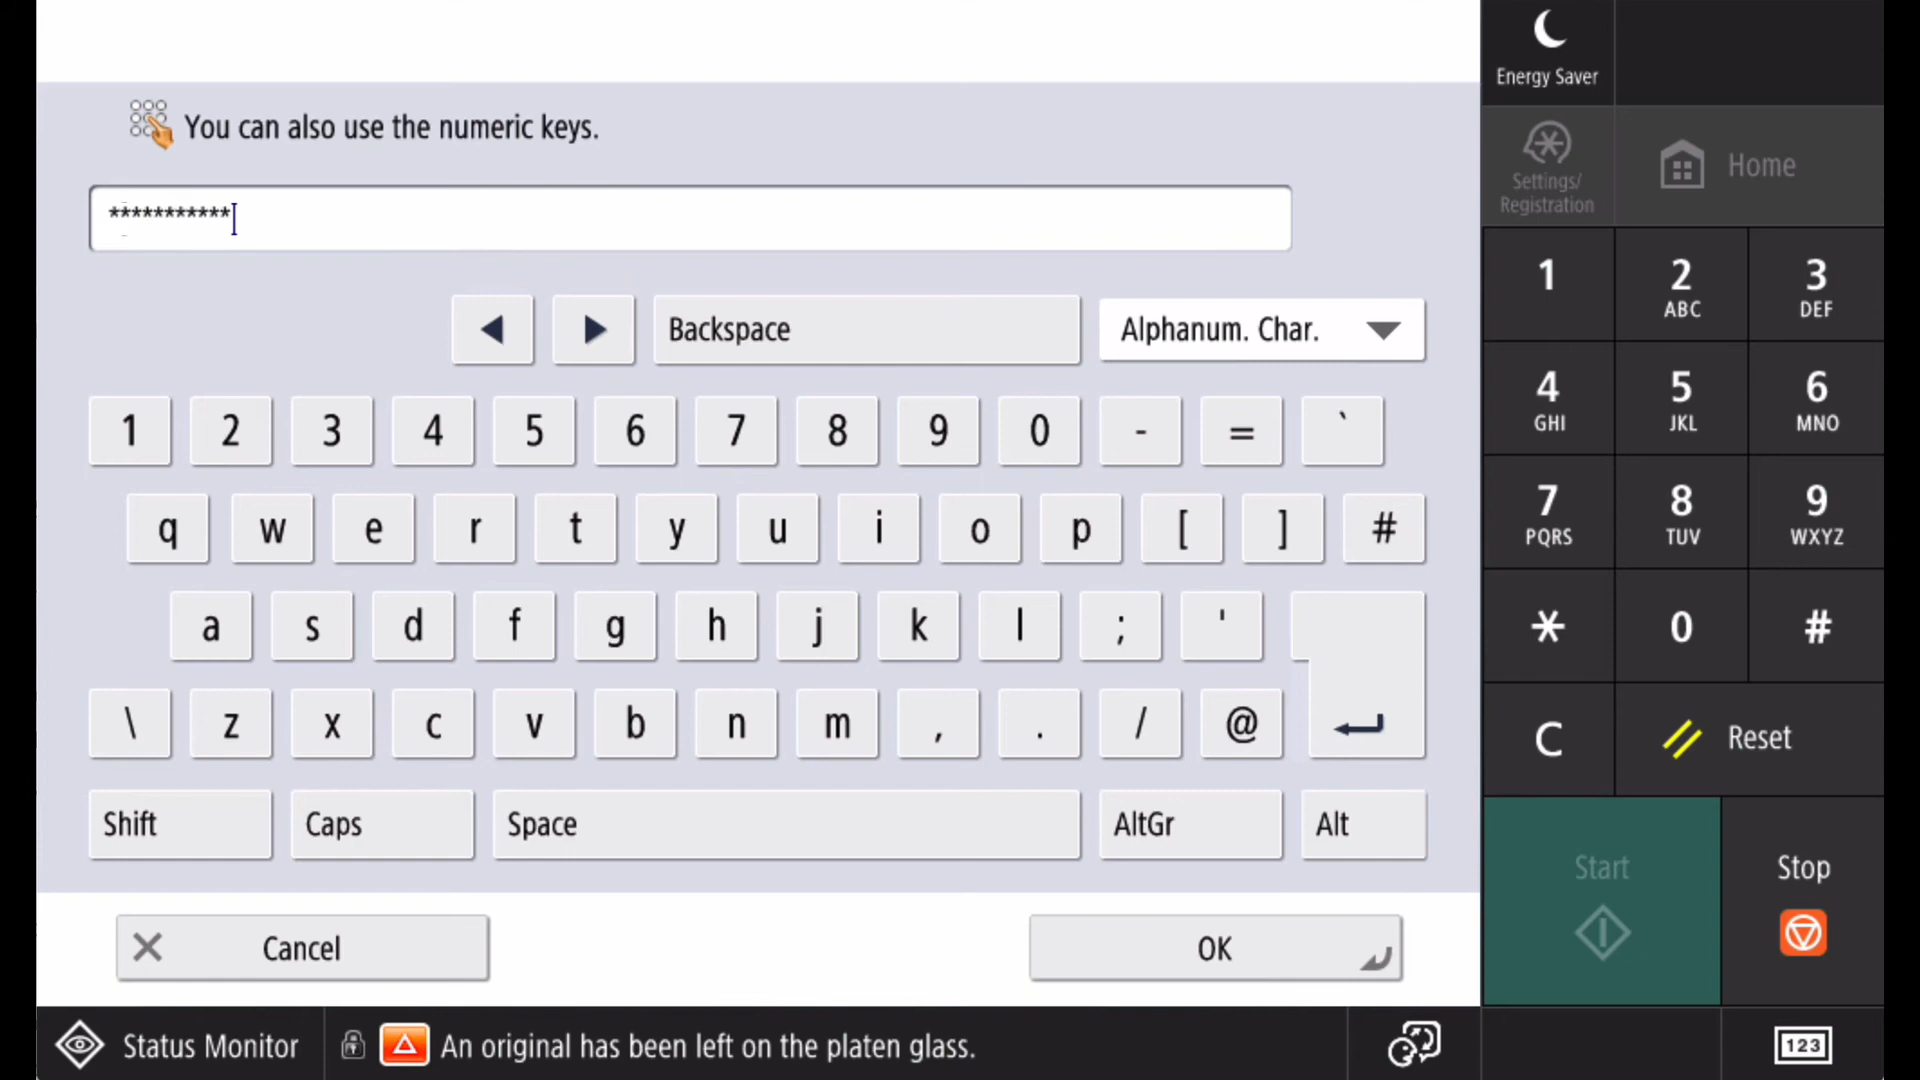 Energy Saver
You can also use the numeric keys.
***********
Settings/
Registration
Home
Backspace
Alphanum. Char.
1 2 3 4 5 6 7 8 9 0 - = `
q w e r t y u i o p [ ] #
a s d f g h j k l ; '
\ z x c v b n m , . / @
Shift Caps Space AltGr Alt
Cancel
OK
1 2 3
ABC DEF
4 5 6
GHI JKL MNO
7 8 9
PQRS TUV WXYZ
* 0 #
C Reset
Start Stop
Status Monitor
An original has been left on the platen glass.
123